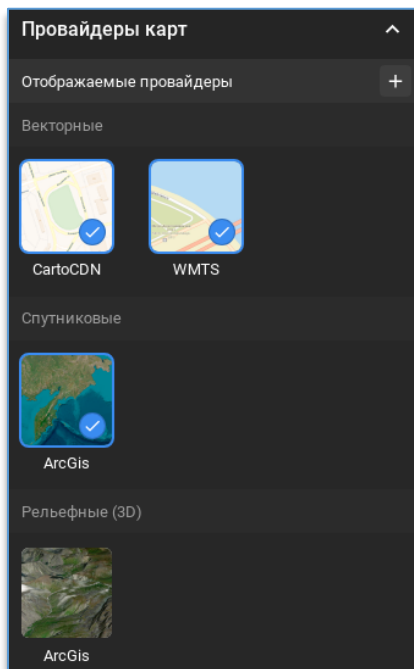 Провайдеры карт
Отображаемые провайдеры
Векторные
CartoCDN WMTS
Спутниковые
ArcGis
Рельефные (3D)
ArcGis